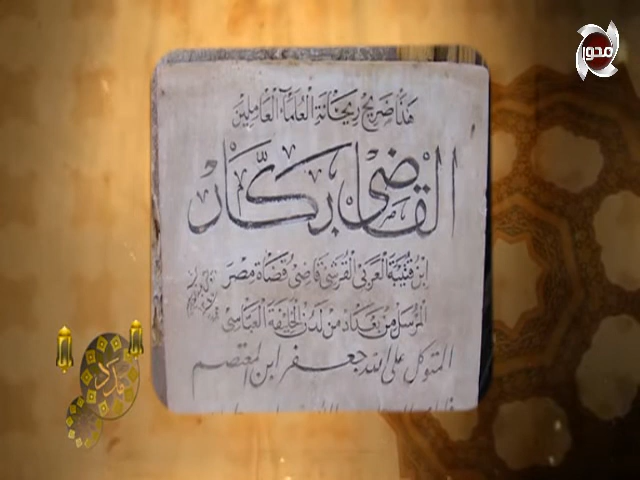 محور
هذا ضريح ريحانة العلماء العاملين
القاضي بكار
ابن قتيبة العربي القرشي قاضي قضاة مصر
المرسل من بغداد من لدن الخليفة العباسي
المتوكل على الله جعفر ابن المعتصم